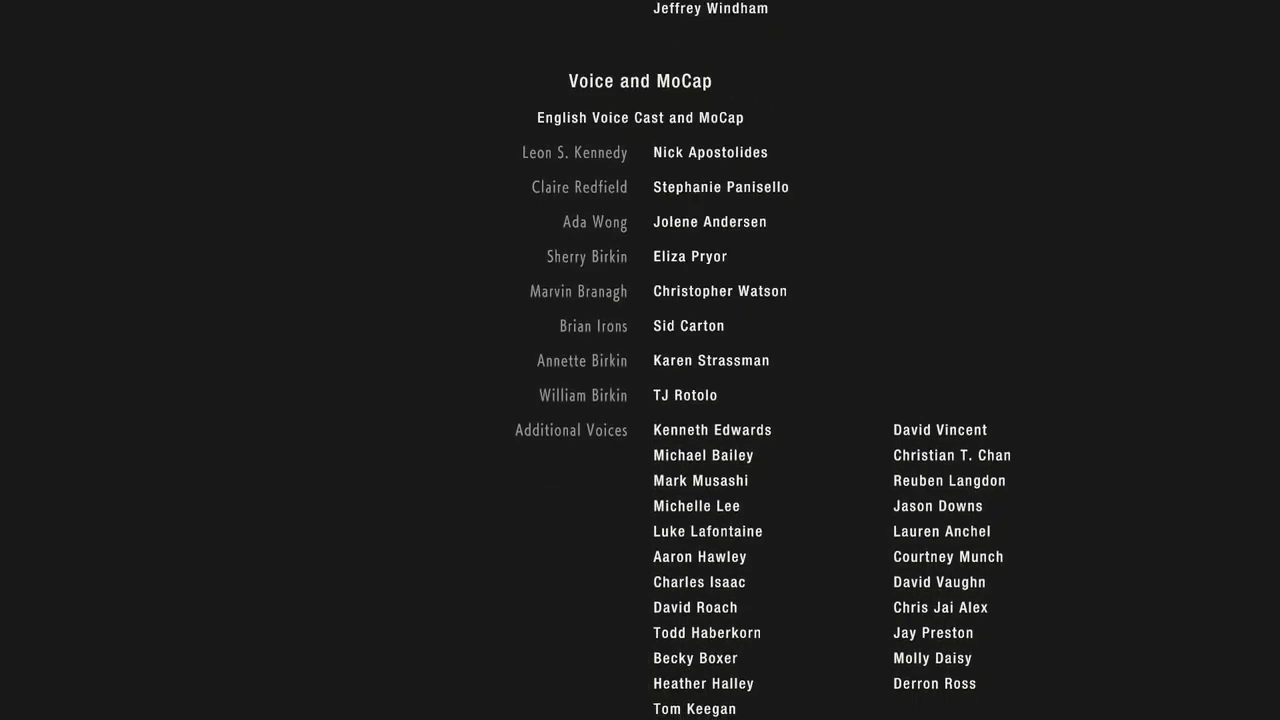 Jeffrey Windham
Voice and MoCap
English Voice Cast and MoCap
Leon S. Kennedy Nick Apostolides
Claire Redfield Stephanie Panisello
Ada Wong Jolene Andersen
Sherry Birkin Eliza Pryor
Marvin Branagh Christopher Watson
Brian Irons Sid Carton
Annette Birkin Karen Strassman
William Birkin TJ Rotolo
Additional Voices Kenneth Edwards David Vincent
Michael Bailey Christian T. Chan
Mark Musashi Reuben Langdon
Michelle Lee Jason Downs
Luke Lafontaine Lauren Anchel
Aaron Hawley Courtney Munch
Charles Isaac David Vaughn
David Roach Chris Jai Alex
Todd Haberkorn Jay Preston
Becky Boxer Molly Daisy
Heather Halley Derron Ross
Tom Keegan